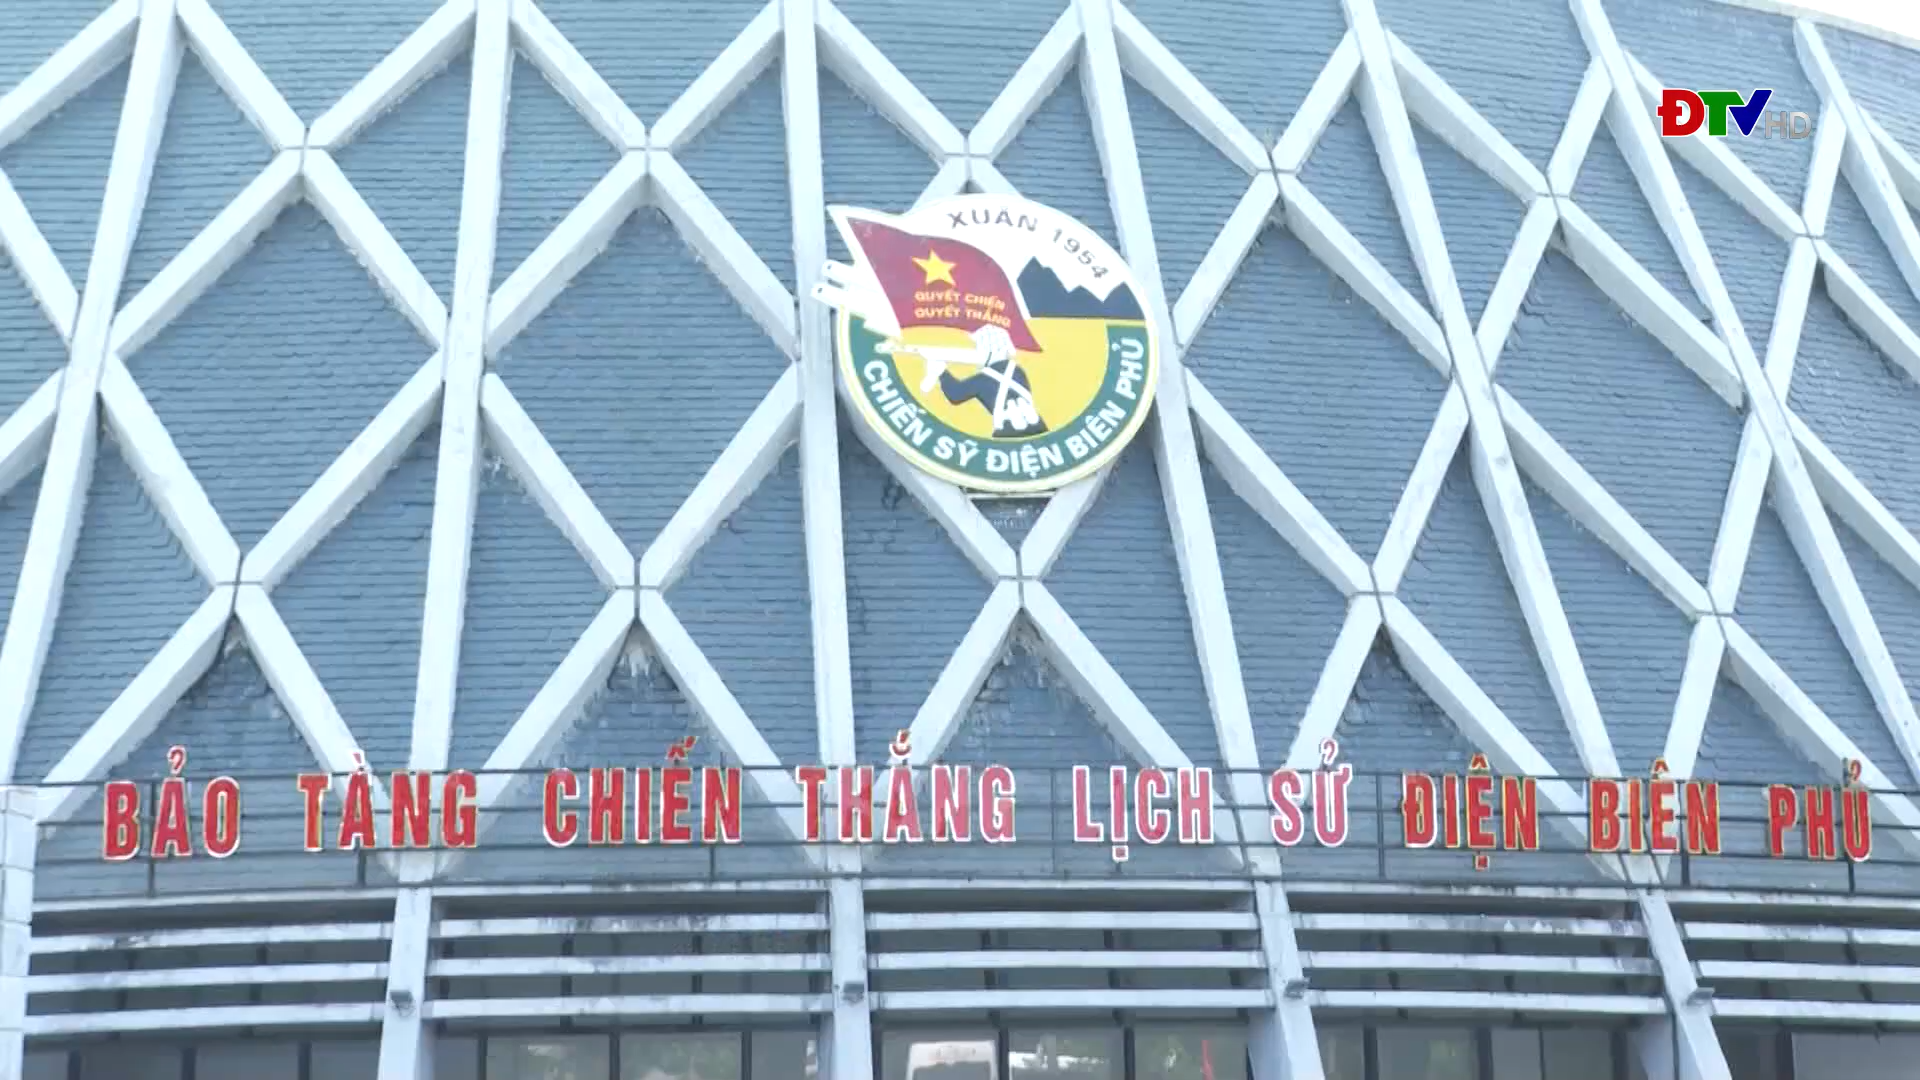 ĐTV HD
XUÂN 1954
QUYẾT CHIẾN
QUYẾT THẮNG
CHIẾN SỸ ĐIỆN BIÊN PHỦ
BẢO TÀNG CHIẾN THẮNG LỊCH SỬ ĐIỆN BIÊN PHỦ